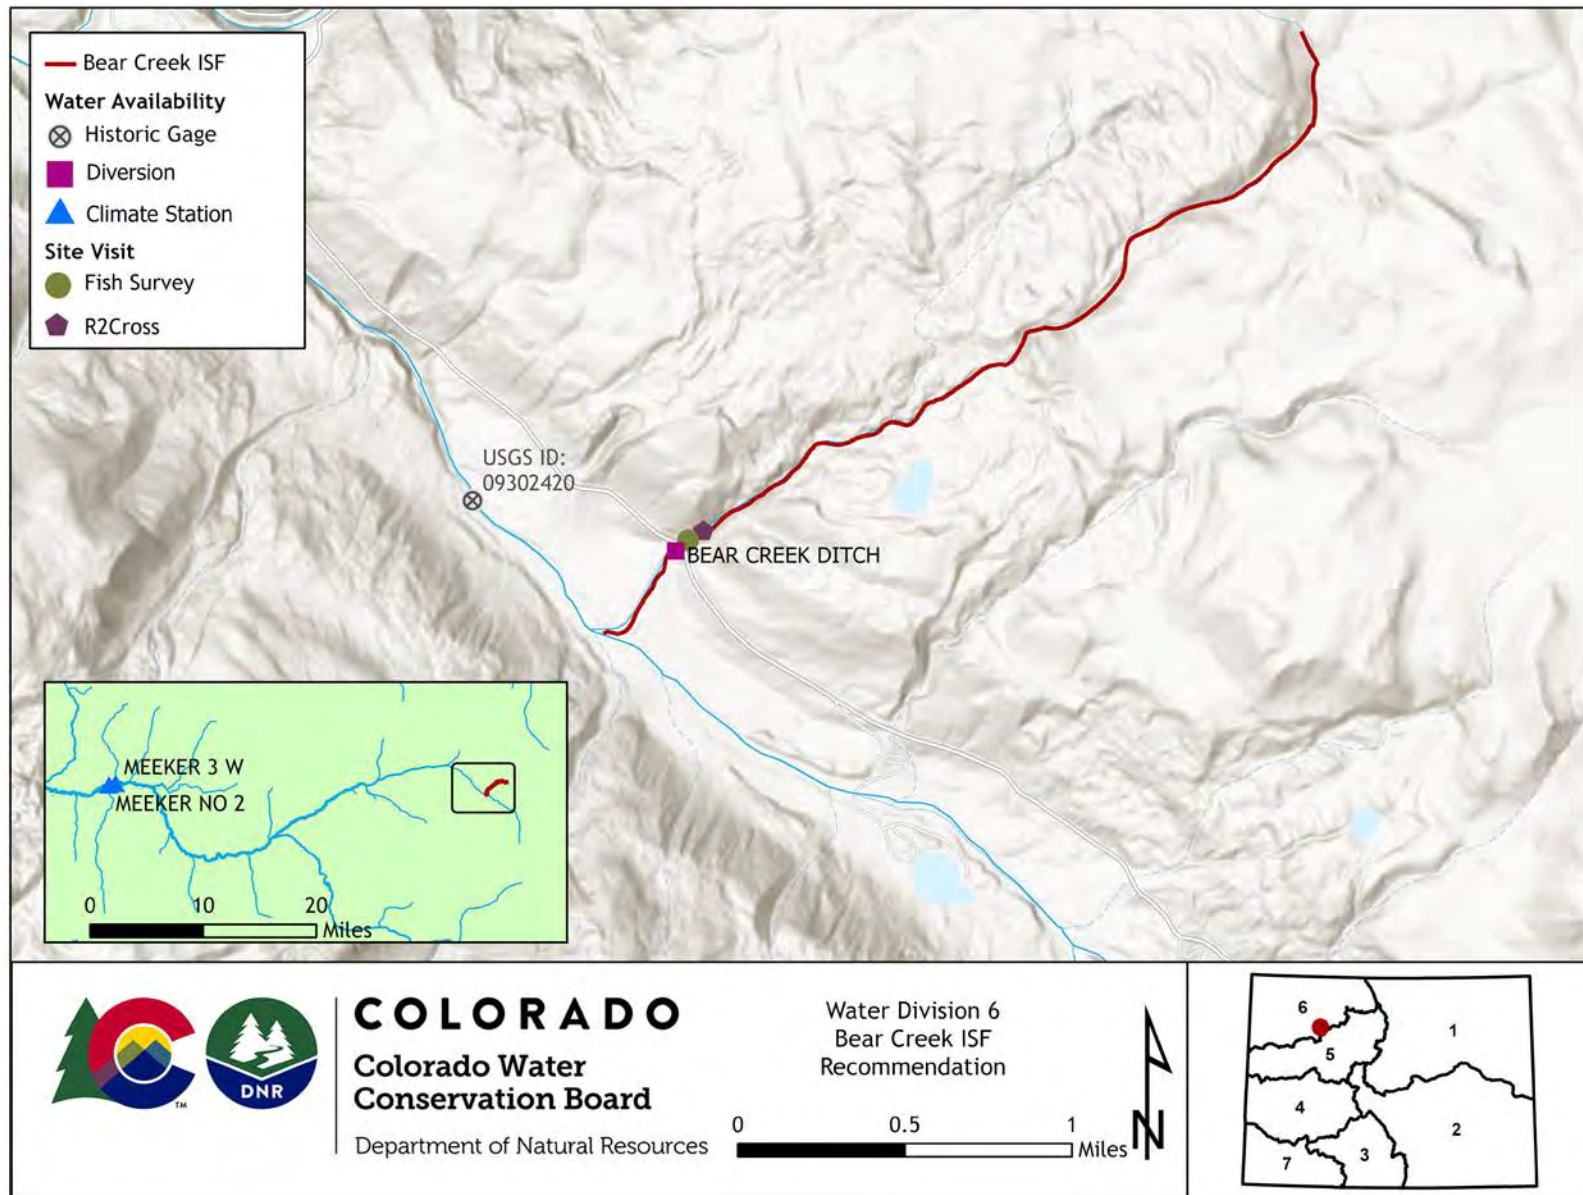 Bear Creek ISF
Water Availability
Historic Gage
Diversion
Climate Station
Site Visit
Fish Survey
R2Cross
USGS ID:
09302420
BEAR CREEK DITCH
MEEKER 3 W
MEEKER NO 2
0 10 20
Miles
C
TM
DNR
COLORADO
Colorado Water
Conservation Board
Department of Natural Resources
Water Division 6
Bear Creek ISF
Recommendation
0 0.5 1
Miles
N
6
1
5
4
2
3
7